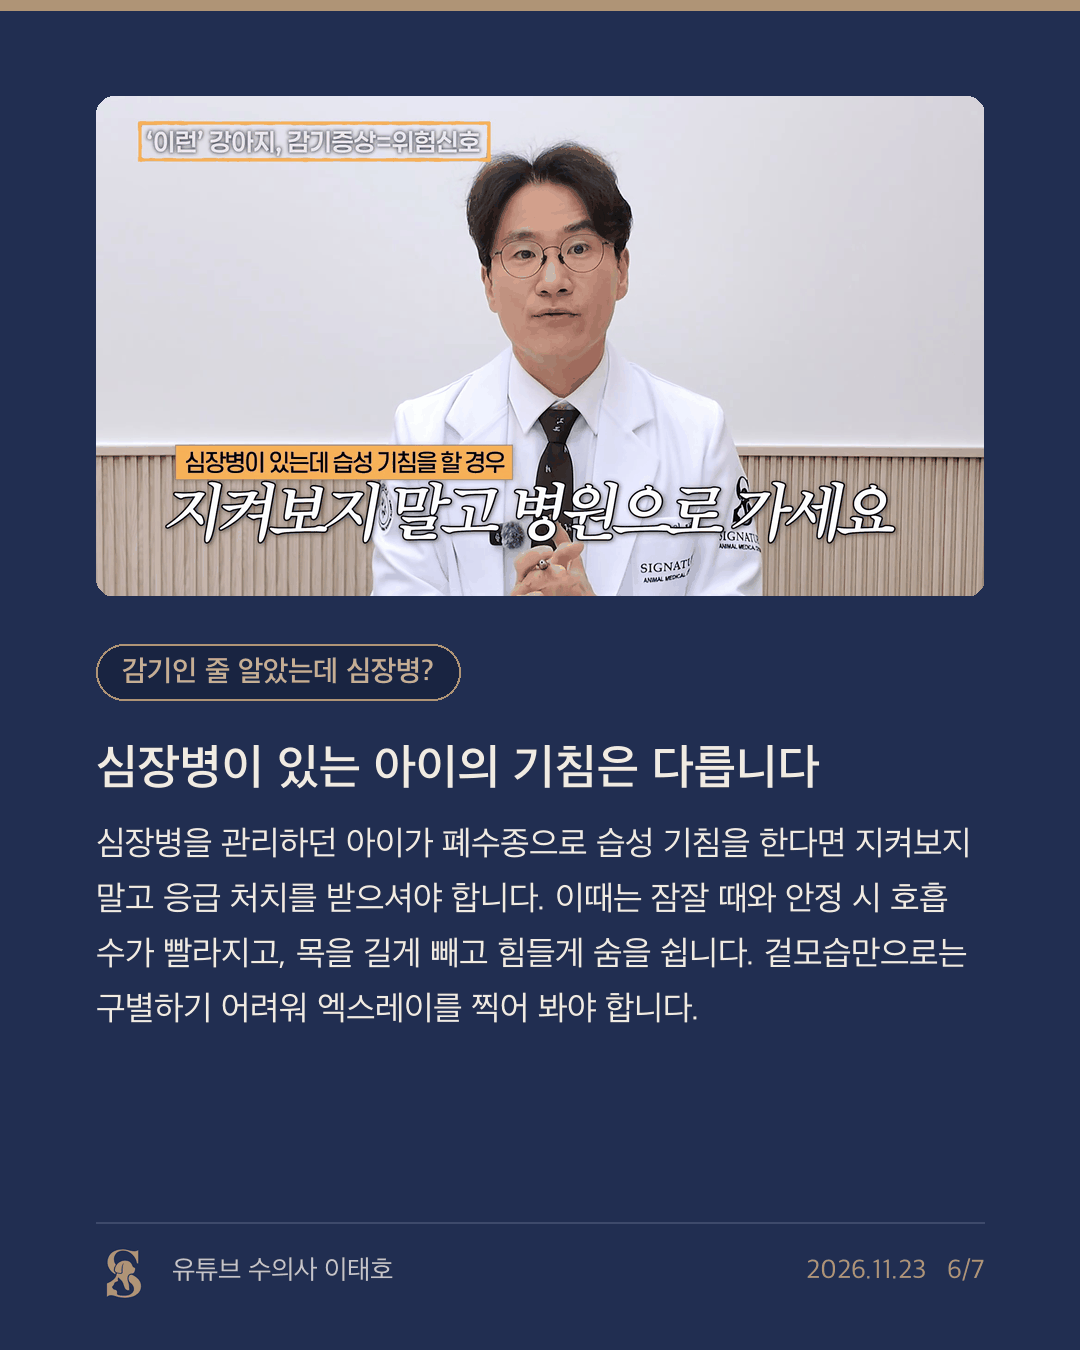 ‘이런’ 강아지, 감기증상=위험신호
심장병이 있는데 습성 기침을 할 경우
지켜보지 말고 병원으로 가세요
SIGNATU
ANIMAL MEDICAL
SIGNATU
ANIMAL MEDICAL
감기인 줄 알았는데 심장병?
심장병이 있는 아이의 기침은 다릅니다
심장병을 관리하던 아이가 폐수종으로 습성 기침을 한다면 지켜보지
말고 응급 처치를 받으셔야 합니다. 이때는 잠잘 때와 안정 시 호흡
수가 빨라지고, 목을 길게 빼고 힘들게 숨을 쉽니다. 겉모습만으로는
구별하기 어려워 엑스레이를 찍어 봐야 합니다.
유튜브 수의사 이태호
2026.11.23 6/7